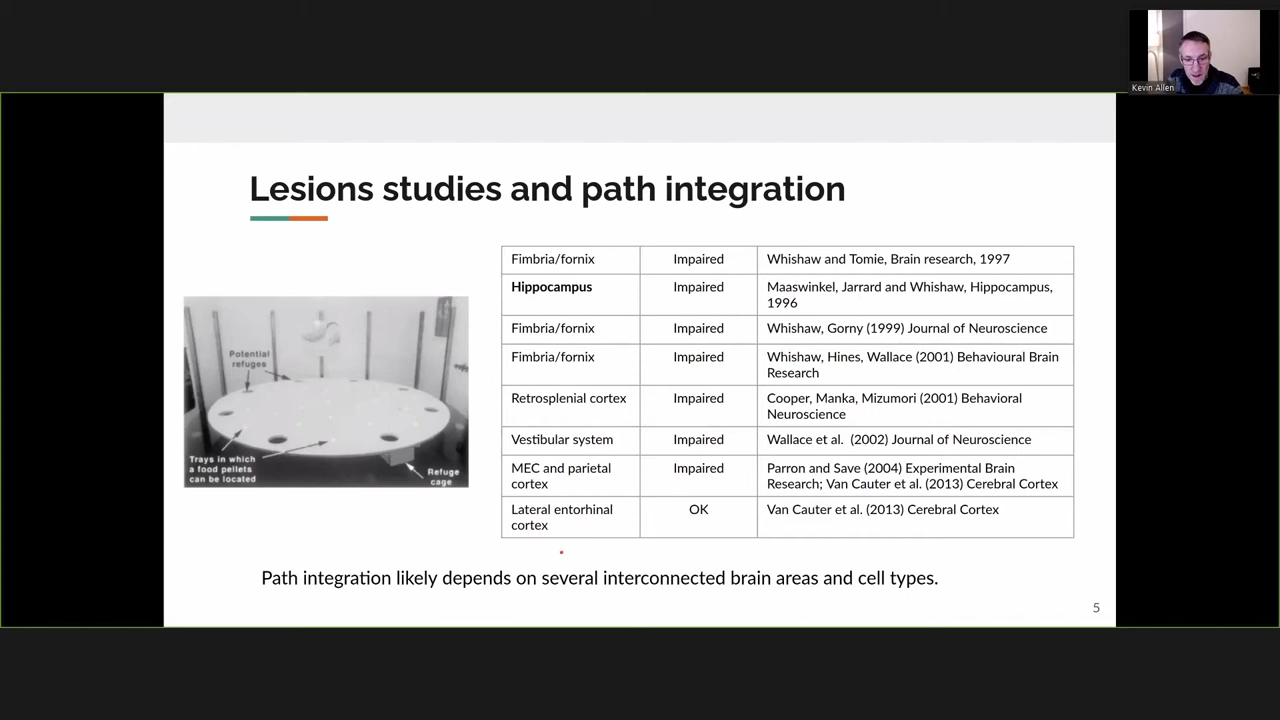 Kevin Allen
Lesions studies and path integration
Potential
refuges
Trays in which
a food pellets
can be located
Refuge
cage
Fimbria/fornix Impaired Whishaw and Tomie, Brain research, 1997
Hippocampus Impaired Maaswinkel, Jarrard and Whishaw, Hippocampus,
1996
Fimbria/fornix Impaired Whishaw, Gorny (1999) Journal of Neuroscience
Fimbria/fornix Impaired Whishaw, Hines, Wallace (2001) Behavioural Brain
Research
Retrosplenial cortex Impaired Cooper, Manka, Mizumori (2001) Behavioral
Neuroscience
Vestibular system Impaired Wallace et al. (2002) Journal of Neuroscience
MEC and parietal Impaired Parron and Save (2004) Experimental Brain
cortex Research; Van Cauter et al. (2013) Cerebral Cortex
Lateral entorhinal OK Van Cauter et al. (2013) Cerebral Cortex
cortex
Path integration likely depends on several interconnected brain areas and cell types.
5